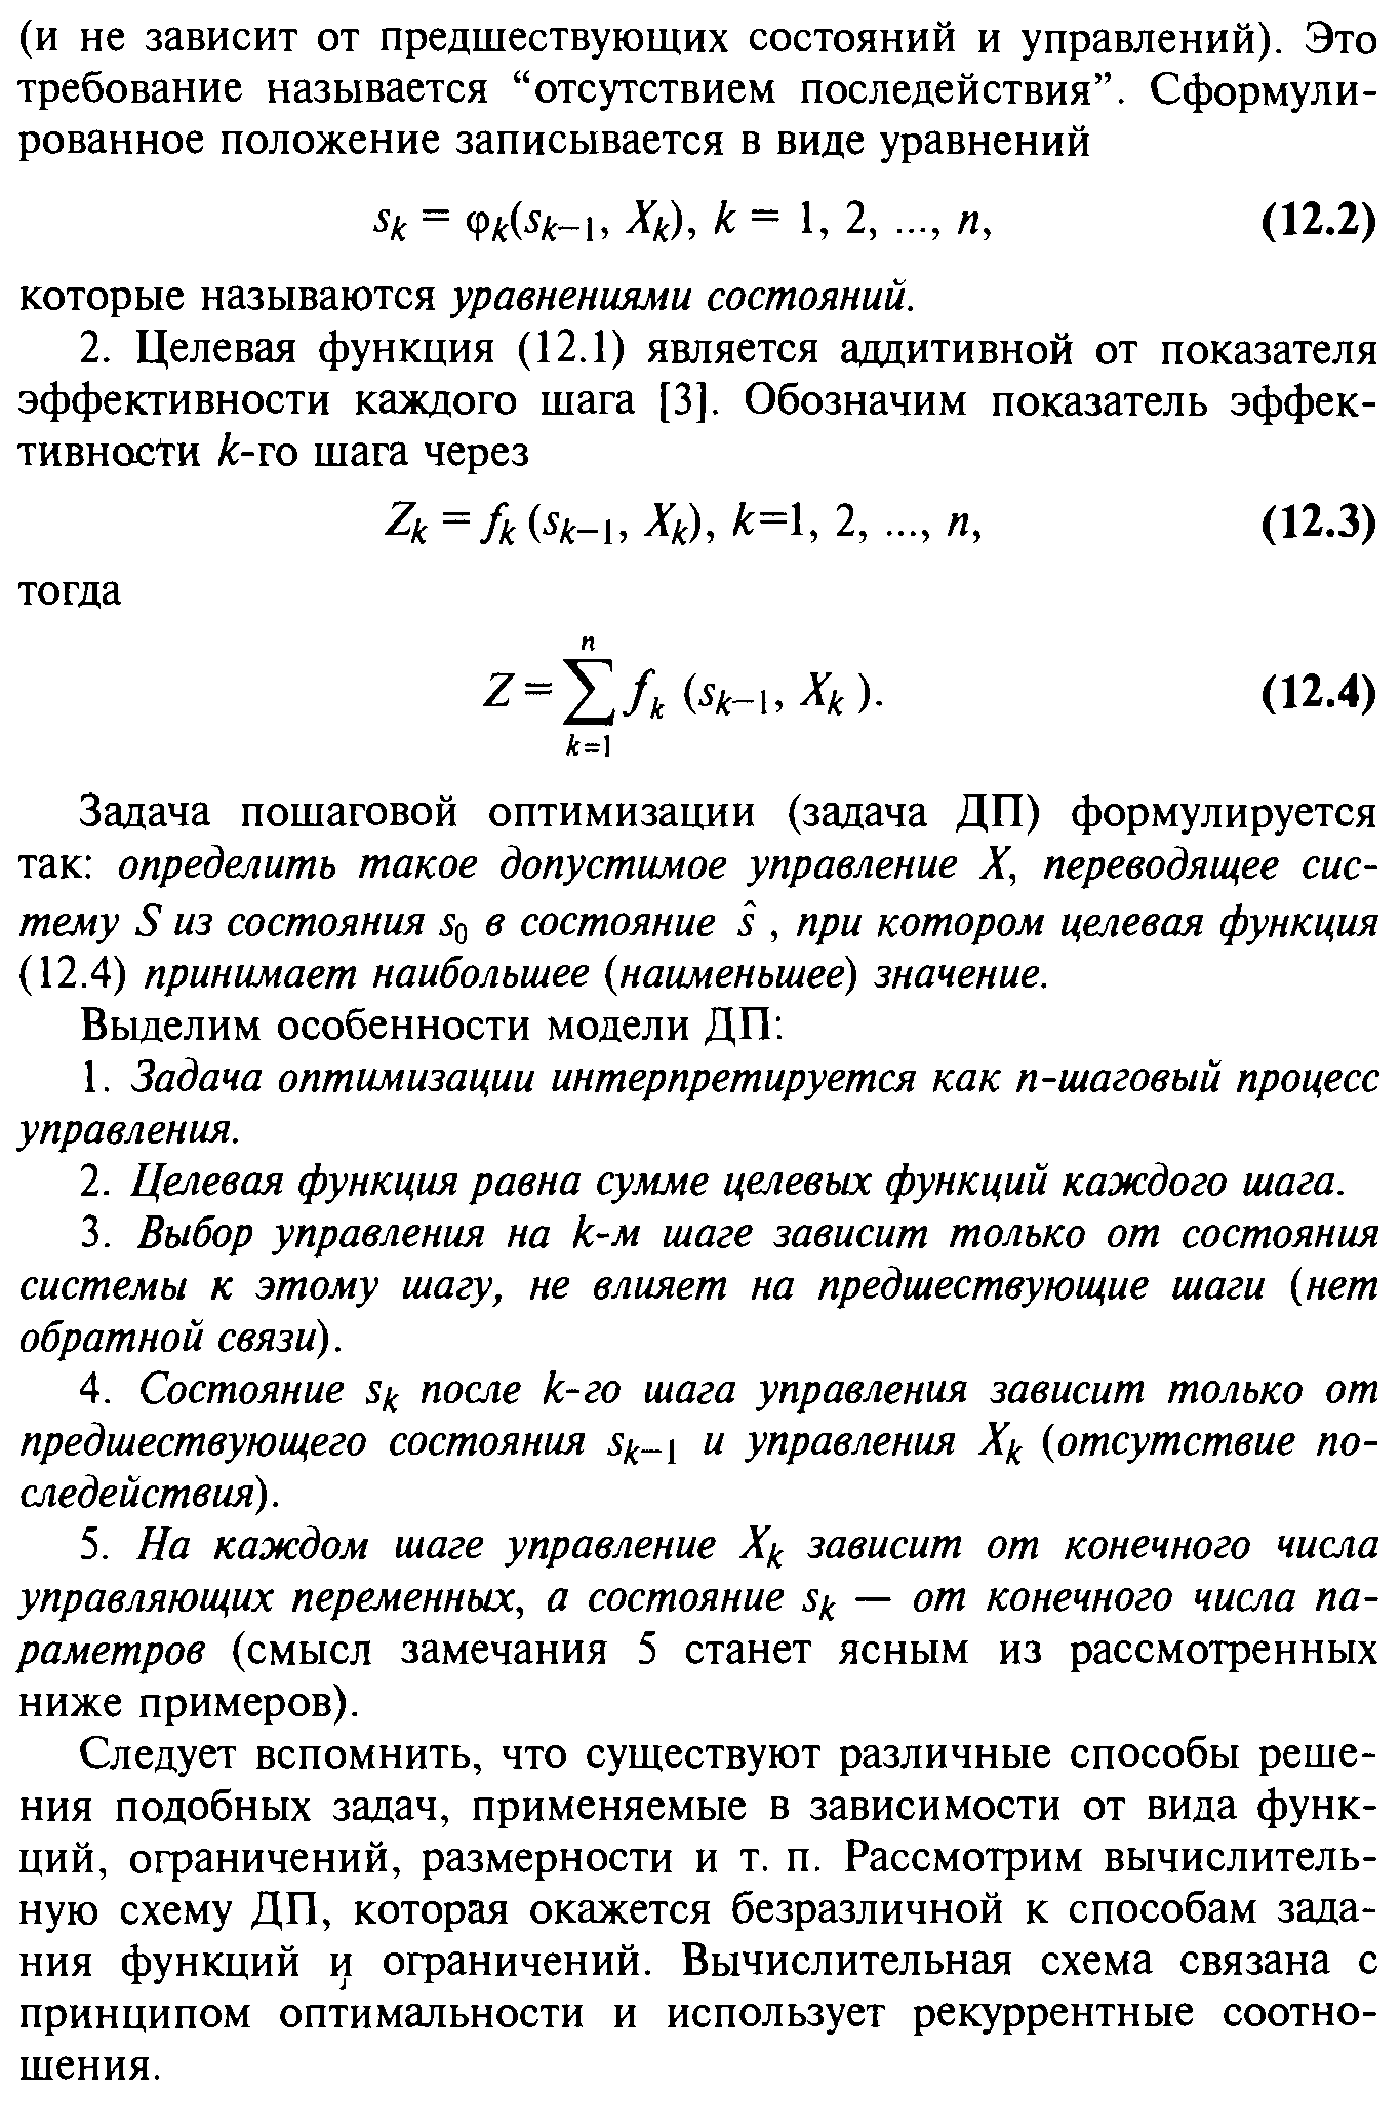 (и не зависит от предшествующих состояний и управлений). Это
требование называется “отсутствием последействия”. Сформули-
рованное положение записывается в виде уравнений
sₖ = φₖ(sₖ₋₁, Xₖ), k = 1, 2, ..., n, (12.2)
которые называются уравнениями состояний.
2. Целевая функция (12.1) является аддитивной от показателя
эффективности каждого шага [3]. Обозначим показатель эффек-
тивности k-го шага через
Zₖ = fₖ (sₖ₋₁, Xₖ), k=1, 2, ..., n, (12.3)
тогда
n
Z = ∑ fₖ (sₖ₋₁, Xₖ). (12.4)
k=1
Задача пошаговой оптимизации (задача ДП) формулируется
так: определить такое допустимое управление X, переводящее сис-
тему S из состояния s₀ в состояние ŝ , при котором целевая функция
(12.4) принимает наибольшее (наименьшее) значение.
Выделим особенности модели ДП:
1. Задача оптимизации интерпретируется как n-шаговый процесс
управления.
2. Целевая функция равна сумме целевых функций каждого шага.
3. Выбор управления на k-м шаге зависит только от состояния
системы к этому шагу, не влияет на предшествующие шаги (нет
обратной связи).
4. Состояние sₖ после k-го шага управления зависит только от
предшествующего состояния sₖ₋₁ и управления Xₖ (отсутствие по-
следействия).
5. На каждом шаге управление Xₖ зависит от конечного числа
управляющих переменных, а состояние sₖ — от конечного числа па-
раметров (смысл замечания 5 станет ясным из рассмотренных
ниже примеров).
Следует вспомнить, что существуют различные способы реше-
ния подобных задач, применяемые в зависимости от вида функ-
ций, ограничений, размерности и т. п. Рассмотрим вычислитель-
ную схему ДП, которая окажется безразличной к способам зада-
ния функций и ограничений. Вычислительная схема связана с
принципом оптимальности и использует рекуррентные соотно-
шения.